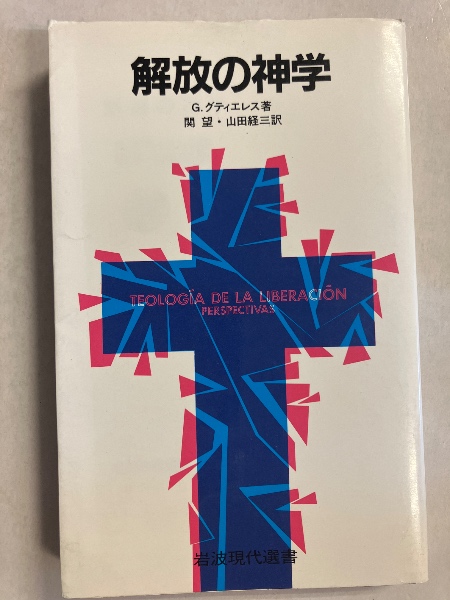 解放の神学
G.グティエレス著
関 望・山田経三訳
TEOLOGÍA DE LA LIBERACIÓN
PERSPECTIVAS
岩波現代選書